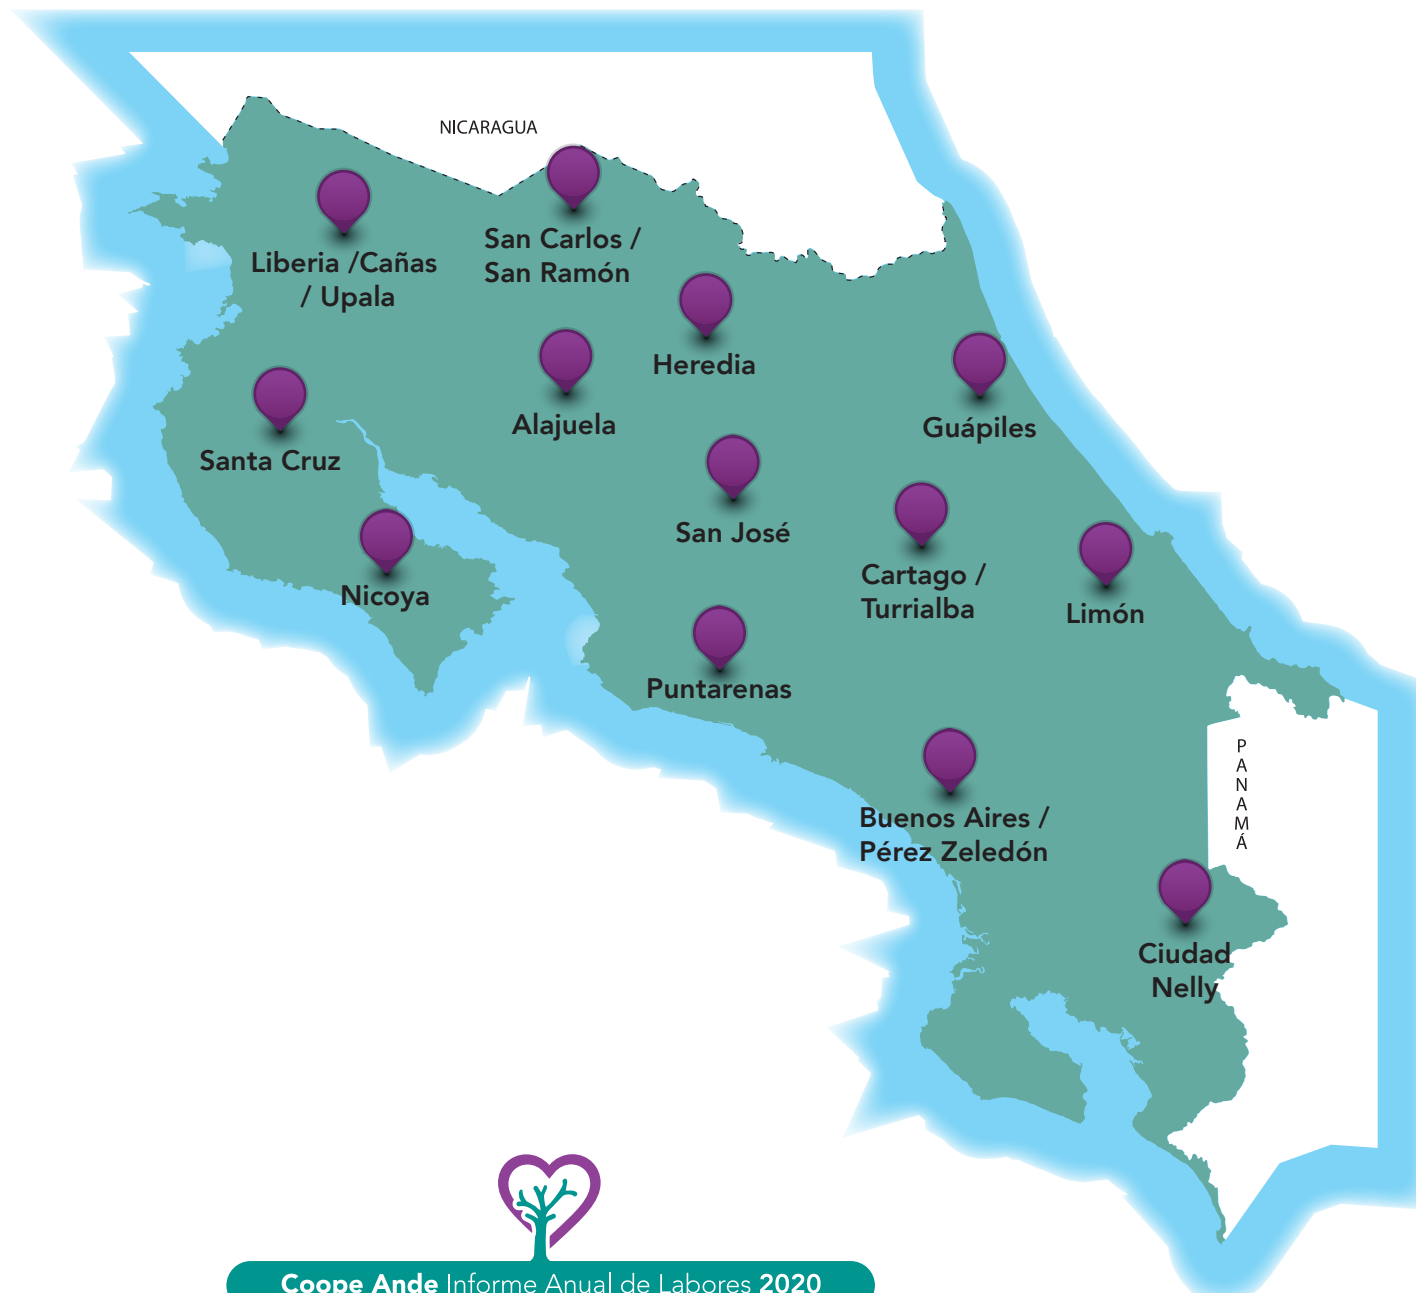 NICARAGUA
San Carlos /
San Ramón
Liberia /Cañas
/ Upala
Heredia
Alajuela
Guápiles
Santa Cruz
San José
Cartago /
Turrialba
Nicoya
Limón
Puntarenas
PANAMÁ
Buenos Aires /
Pérez Zeledón
Ciudad
Nelly
Coope Ande Informe Anual de Labores 2020